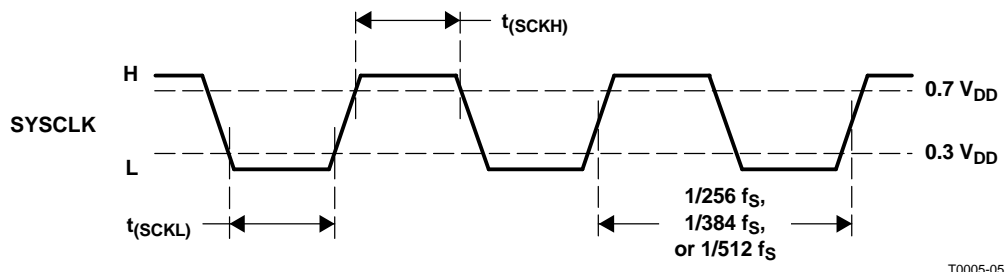 t(SCKH)
H
0.7 VDD
SYSCLK
0.3 VDD
L
t(SCKL)
1/256 fS,
1/384 fS,
or 1/512 fS
T0005-05